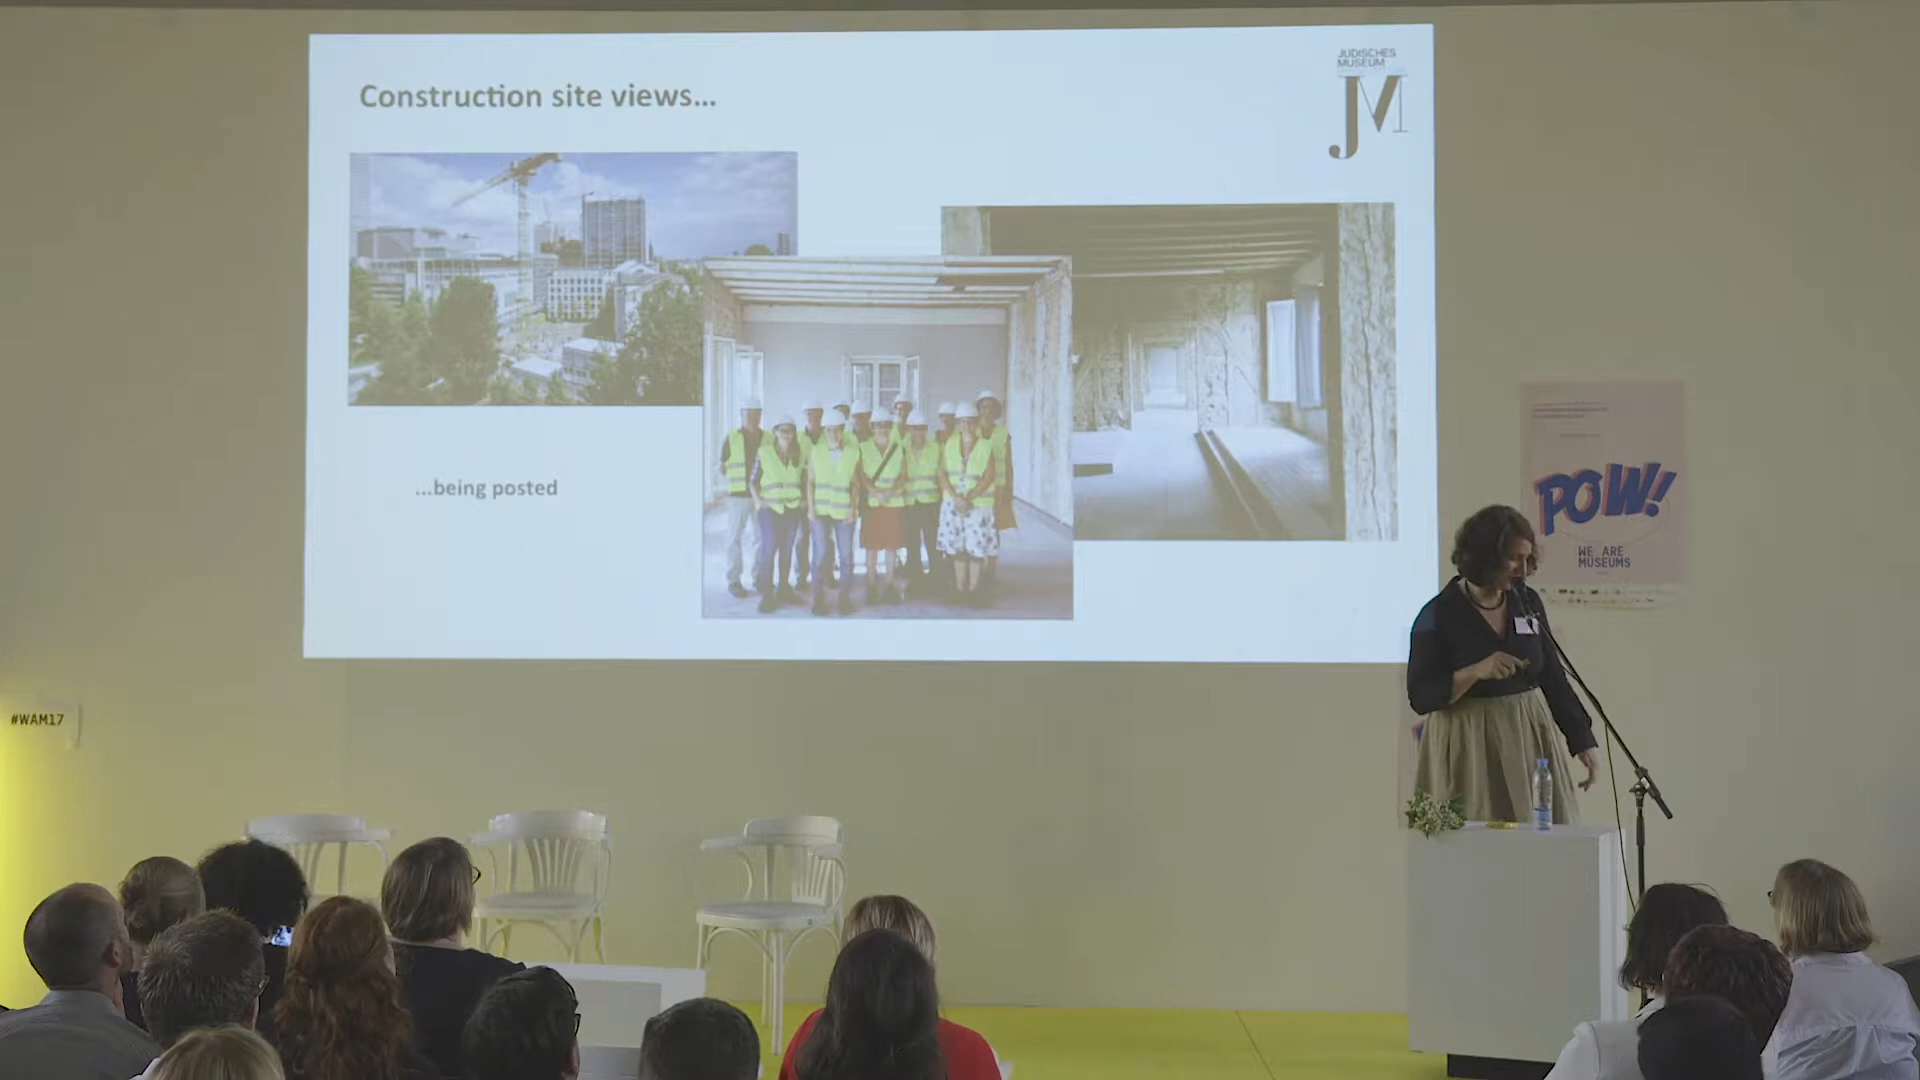 Construction site views...
JÜDISCHES
MUSEUM
JM
...being posted
POW!
WE ARE
MUSEUMS
#WAM17